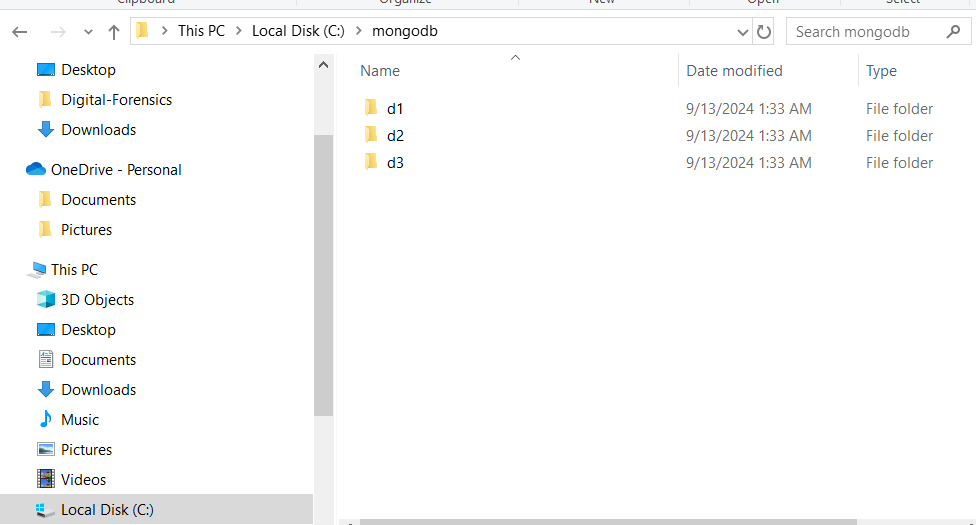 Clipboard Organize New Open Select
This PC Local Disk (C:) mongodb Search mongodb
Desktop
Digital-Forensics
Downloads
OneDrive - Personal
Documents
Pictures
This PC
3D Objects
Desktop
Documents
Downloads
Music
Pictures
Videos
Local Disk (C:)
Name Date modified Type
d1 9/13/2024 1:33 AM File folder
d2 9/13/2024 1:33 AM File folder
d3 9/13/2024 1:33 AM File folder